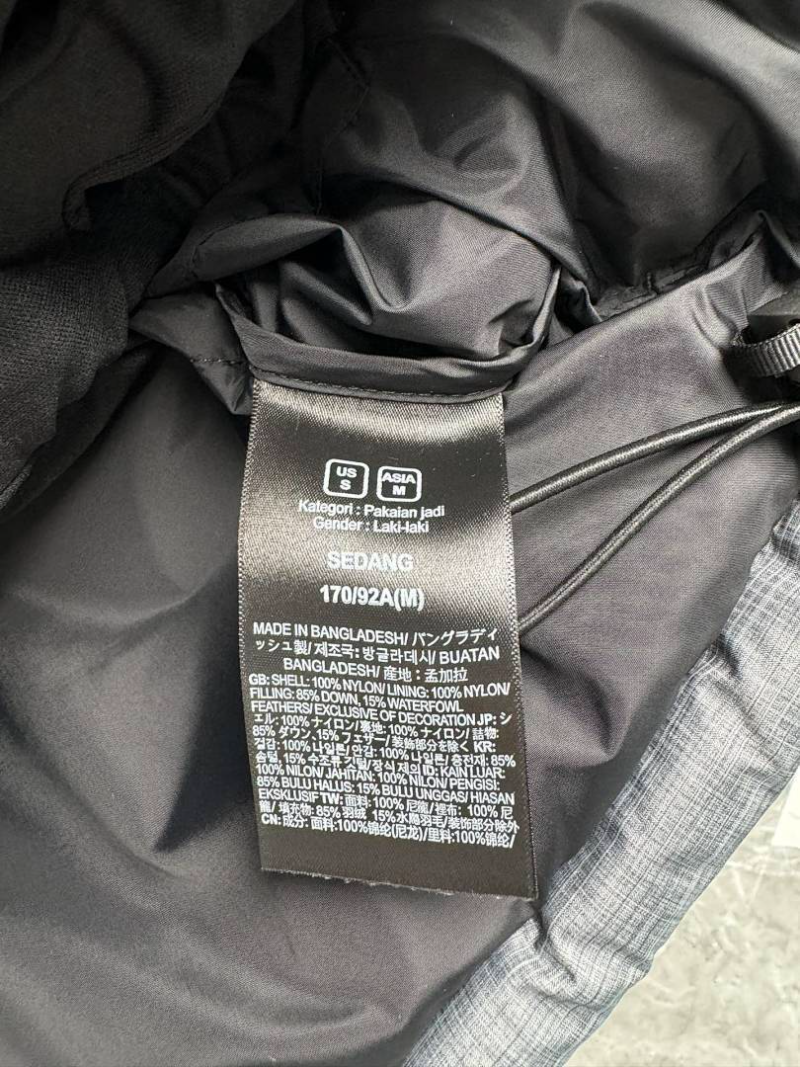 US
S
ASIA
M
Kategori : Pakaian jadi
Gender : Laki-laki
SEDANG
170/92A(M)
MADE IN BANGLADESH/ バングラディ
ッシュ製/ 제조국: 방글라데시/ BUATAN
BANGLADESH/ 産地：孟加拉
GB: SHELL: 100% NYLON/ LINING: 100% NYLON/
FILLING: 85% DOWN, 15% WATERFOWL
FEATHERS/ EXCLUSIVE OF DECORATION JP: シ
ェル: 100% ナイロン/ 裏地: 100% ナイロン/ 詰物:
85% ダウン, 15% フェザー/ 装飾部分を除く KR:
겉감: 100% 나일론/ 안감: 100% 나일론/ 충전재: 85%
솜털, 15% 수조류 깃털/ 장식 제외 ID: KAIN LUAR:
100% NILON/ JAHITAN: 100% NILON/ PENGISI:
85% BULU HALUS: 15% BULU UNGGAS/ HIASAN
EKSKLUSIF TW: 面料: 100% 尼龍/ 裡布: 100% 尼
龍/ 填充物: 85% 羽絨 15% 水鳥羽毛/ 装飾部分除外
CN: 成分: 面料:100%锦纶(尼龙)/ 里料:100%锦纶/